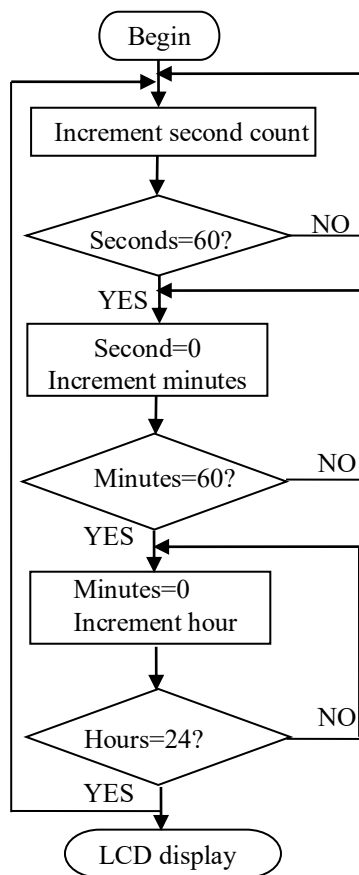 Begin
Increment second count
Seconds=60?
NO
YES
Second=0
Increment minutes
Minutes=60?
NO
YES
Minutes=0
Increment hour
Hours=24?
NO
YES
LCD display